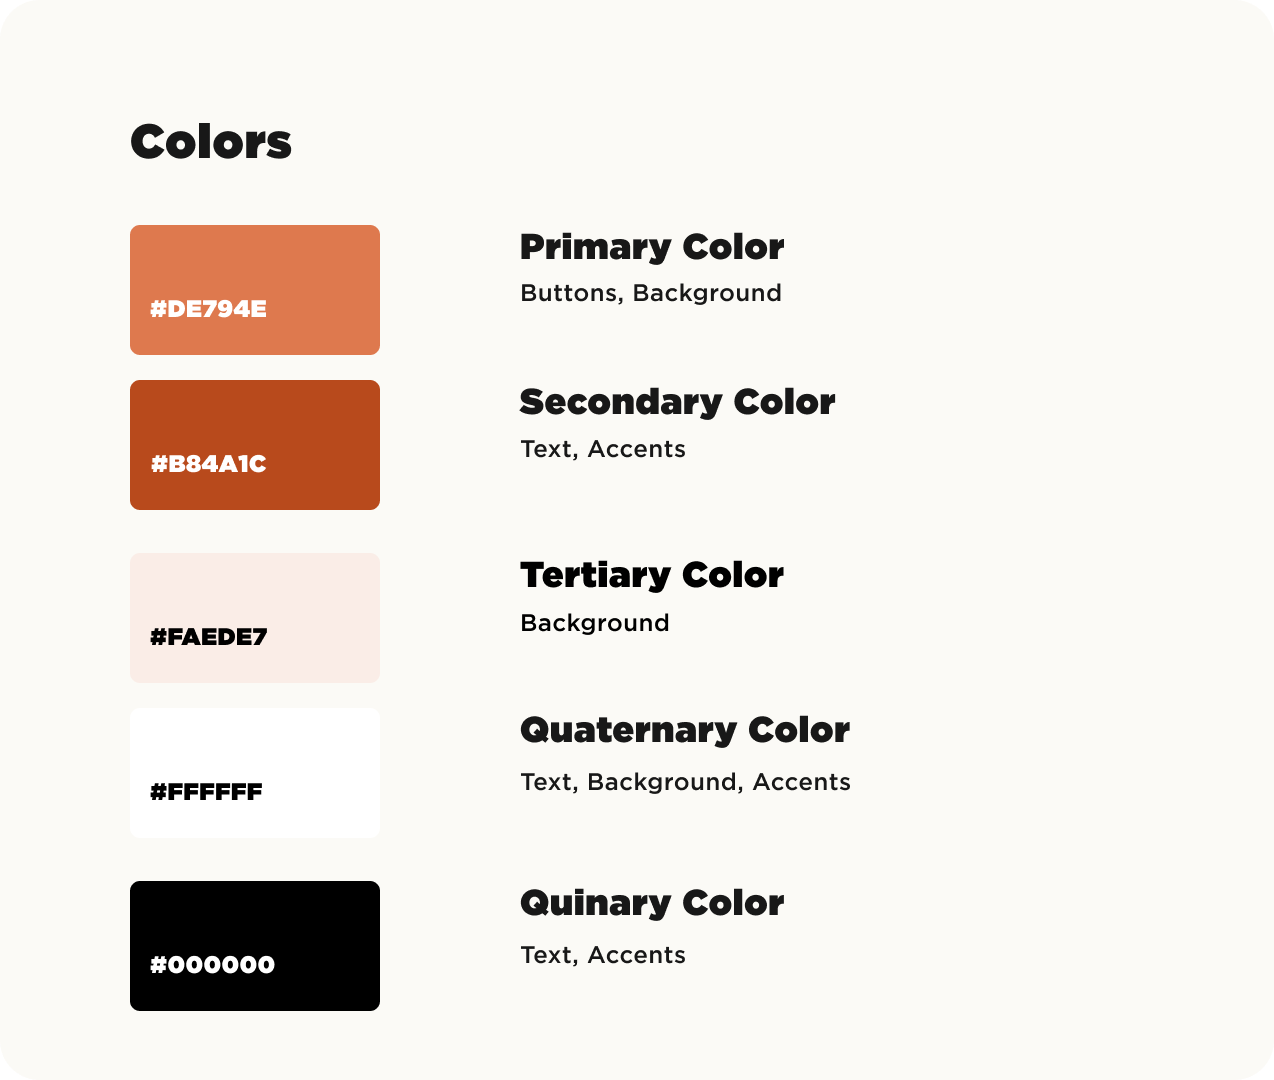 Colors
#DE794E
Primary Color
Buttons, Background
#B84A1C
Secondary Color
Text, Accents
#FAEDE7
Tertiary Color
Background
#FFFFFF
Quaternary Color
Text, Background, Accents
#000000
Quinary Color
Text, Accents